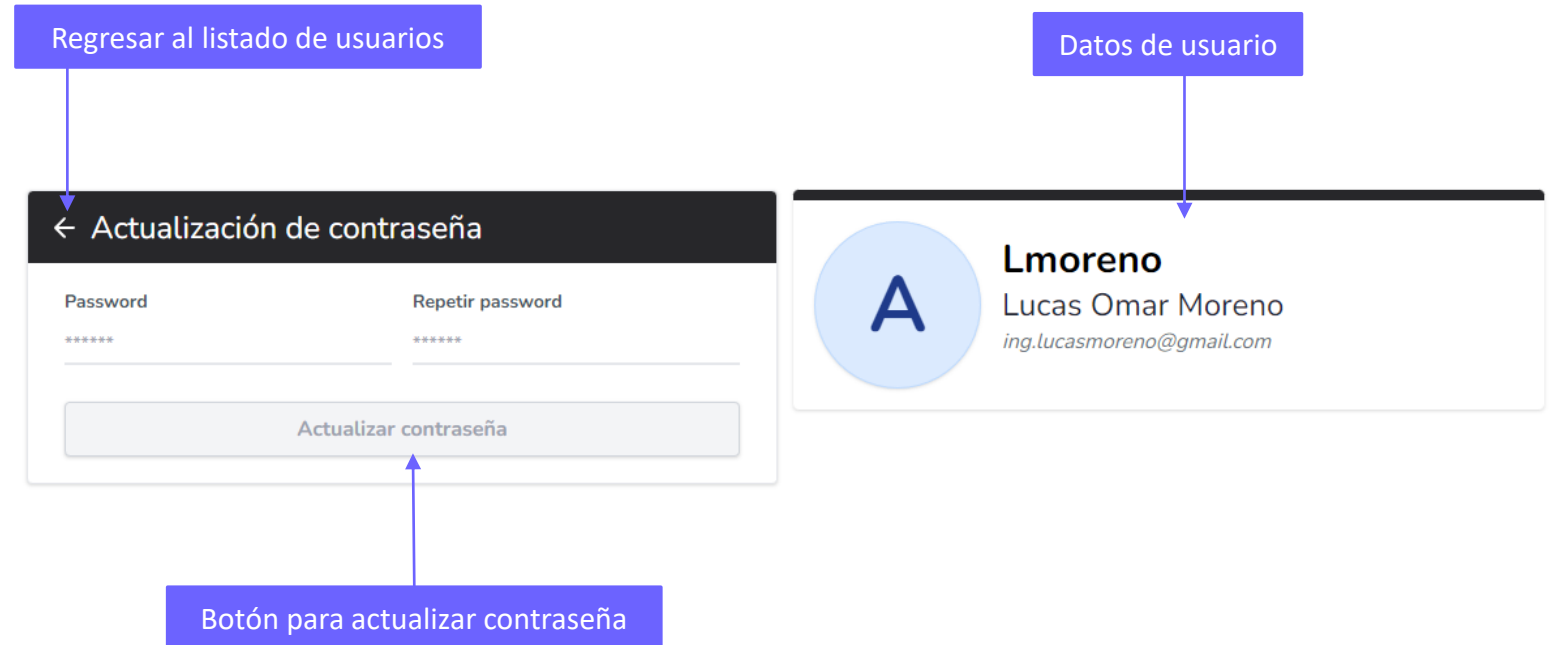 Regresar al listado de usuarios
Datos de usuario
← Actualización de contraseña
Password
Repetir password
******
******
Actualizar contraseña
A
Lmoreno
Lucas Omar Moreno
ing.lucasmoreno@gmail.com
Botón para actualizar contraseña